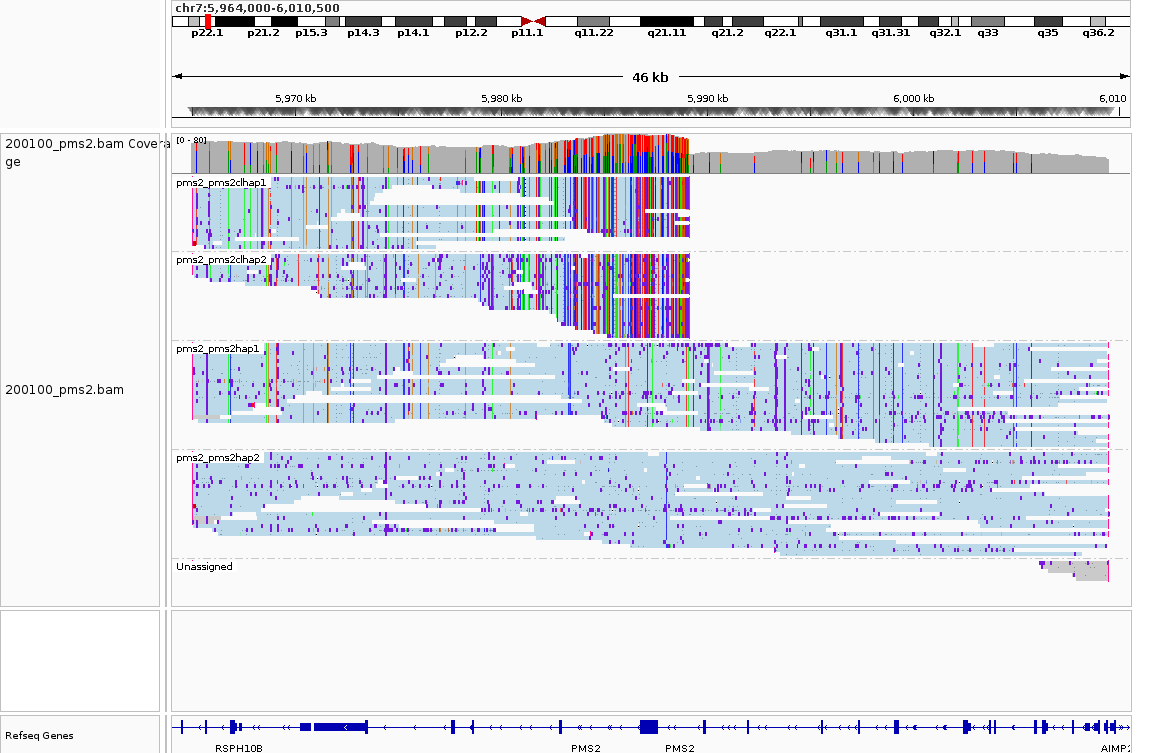 chr7:5,964,000-6,010,500
p22.1 p21.2 p15.3 p14.3 p14.1 p12.2 p11.1 q11.22 q21.11 q21.2 q22.1 q31.1 q31.31 q32.1 q33 q35 q36.2
46 kb
5,970 kb 5,980 kb 5,990 kb 6,000 kb 6,010
200100_pms2.bam Covera
ge
[0 - 80]
pms2_pms2clhap1
pms2_pms2clhap2
pms2_pms2hap1
200100_pms2.bam
pms2_pms2hap2
Unassigned
Refseq Genes
RSPH10B PMS2 PMS2 AIMP2